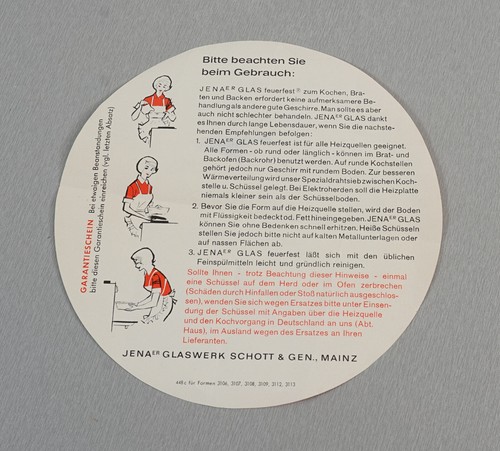 Bitte beachten Sie
beim Gebrauch:
JENAER GLAS feuerfest® zum Kochen, Bra-
ten und Backen erfordert keine aufmerksamere Be-
handlung als andere gute Geschirre. Man sollte es aber
auch nicht schlechter behandeln. JENAER GLAS dankt
es Ihnen durch lange Lebensdauer, wenn Sie die nachste-
henden Empfehlungen befolgen:
1. JENAER GLAS feuerfest ist für alle Heizquellen geeignet.
Alle Formen - ob rund oder länglich - können im Brat- und
Backofen (Backrohr) benutzt werden. Auf runde Kochstellen
gehört jedoch nur Geschirr mit rundem Boden. Zur besseren
Wärmeverteilung wird unser Spezialdrahtsieb zwischen Koch-
stelle u. Schüssel gelegt. Bei Elektroherden soll die Heizplatte
niemals kleiner sein als der Schüsselboden.
2. Bevor Sie die Form auf die Heizquelle stellen, wird der Boden
mit Flüssigkeit bedeckt od. Fett hineingegeben. JENAER GLAS
können Sie ohne Bedenken schnell erhitzen. Heiße Schüsseln
stellen Sie jedoch bitte nicht auf kalten Metallunterlagen oder
auf nassen Flächen ab.
3. JENAER GLAS feuerfest läßt sich mit den üblichen
Feinspülmitteln leicht und gründlich reinigen.
Sollte Ihnen - trotz Beachtung dieser Hinweise - einmal
eine Schüssel auf dem Herd oder im Ofen zerbrechen
(Schäden durch Hinfallen oder Stoß natürlich ausgeschlos-
sen), wenden Sie sich wegen Ersatzes bitte unter Einsen-
dung der Schüssel mit Angaben über die Heizquelle
und den Kochvorgang in Deutschland an uns (Abt.
Haus), im Ausland wegen des Ersatzes an Ihren
Lieferanten.
JENAER GLASWERK SCHOTT & GEN., MAINZ
448z für Formen 3106, 3107, 3108, 3109, 3112, 3113
GARANTIESCHEIN Bei etwaigen Beanstandungen
bitte diesen Garantieschein einreichen (vgl. letzten Absatz)